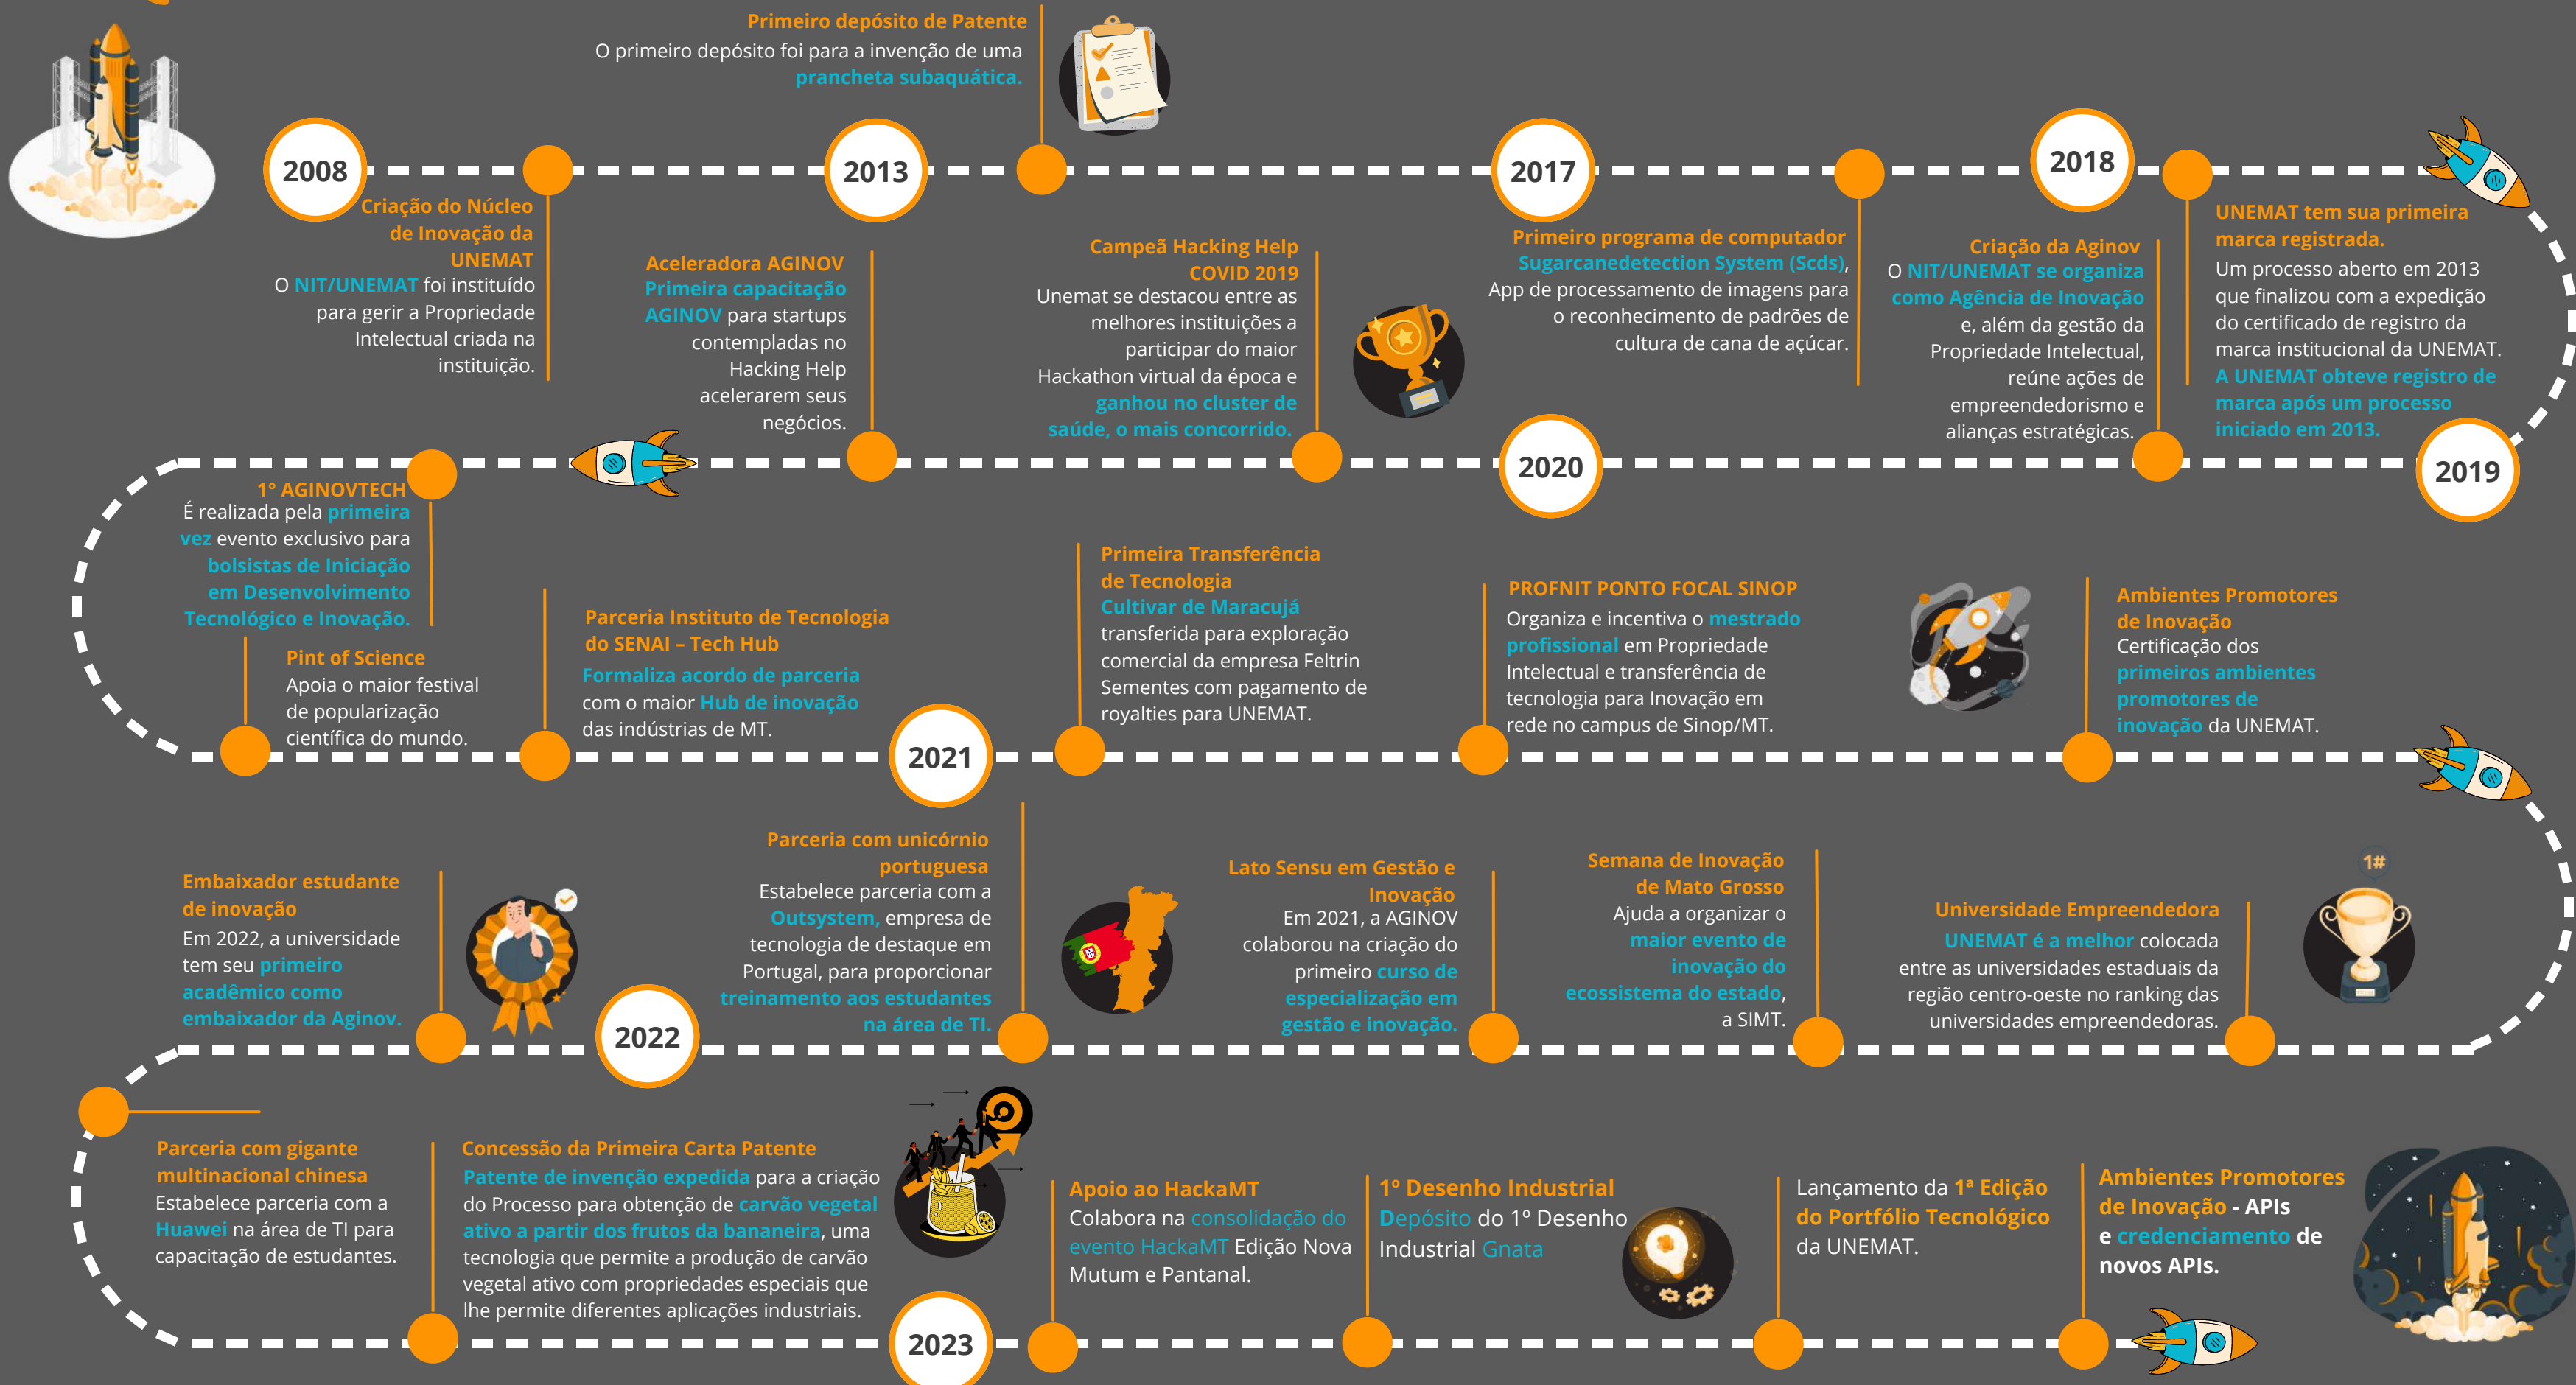 Primeiro depósito de Patente
O primeiro depósito foi para a invenção de uma
prancheta subaquática.
2008
Criação do Núcleo
de Inovação da
UNEMAT
O NIT/UNEMAT foi instituído
para gerir a Propriedade
Intelectual criada na
instituição.
2013
2017
Primeiro programa de computador
Sugarcanedetection System (Scds),
App de processamento de imagens para
o reconhecimento de padrões de
cultura de cana de açúcar.
2018
UNEMAT tem sua primeira
marca registrada.
Um processo aberto em 2013
que finalizou com a expedição
do certificado de registro da
marca institucional da UNEMAT.
A UNEMAT obteve registro de
marca após um processo
iniciado em 2013.
2019
Criação da Aginov
O NIT/UNEMAT se organiza
como Agência de Inovação
e, além da gestão da
Propriedade Intelectual,
reúne ações de
empreendedorismo e
alianças estratégicas.
2020
Campeã Hacking Help
COVID 2019
Unemat se destacou entre as
melhores instituições a
participar do maior
Hackathon virtual da época e
ganhou no cluster de
saúde, o mais concorrido.
Aceleradora AGINOV
Primeira capacitação
AGINOV para startups
contempladas no
Hacking Help
acelerarem seus
negócios.
1° AGINOVTECH
É realizada pela primeira
vez evento exclusivo para
bolsistas de Iniciação
em Desenvolvimento
Tecnológico e Inovação.
Pint of Science
Apoia o maior festival
de popularização
científica do mundo.
Parceria Instituto de Tecnologia
do SENAI – Tech Hub
Formaliza acordo de parceria
com o maior Hub de inovação
das indústrias de MT.
2021
Primeira Transferência
de Tecnologia
Cultivar de Maracujá
transferida para exploração
comercial da empresa Feltrin
Sementes com pagamento de
royalties para UNEMAT.
PROFNIT PONTO FOCAL SINOP
Organiza e incentiva o mestrado
profissional em Propriedade
Intelectual e transferência de
tecnologia para Inovação em
rede no campus de Sinop/MT.
Ambientes Promotores
de Inovação
Certificação dos
primeiros ambientes
promotores de
inovação da UNEMAT.
1#
Universidade Empreendedora
UNEMAT é a melhor colocada
entre as universidades estaduais da
região centro-oeste no ranking das
universidades empreendedoras.
Semana de Inovação
de Mato Grosso
Ajuda a organizar o
maior evento de
inovação do
ecossistema do estado,
a SIMT.
Lato Sensu em Gestão e
Inovação
Em 2021, a AGINOV
colaborou na criação do
primeiro curso de
especialização em
gestão e inovação.
Parceria com unicórnio
portuguesa
Estabelece parceria com a
Outsystem, empresa de
tecnologia de destaque em
Portugal, para proporcionar
treinamento aos estudantes
na área de TI.
2022
Embaixador estudante
de inovação
Em 2022, a universidade
tem seu primeiro
acadêmico como
embaixador da Aginov.
Parceria com gigante
multinacional chinesa
Estabelece parceria com a
Huawei na área de TI para
capacitação de estudantes.
Concessão da Primeira Carta Patente
Patente de invenção expedida para a criação
do Processo para obtenção de carvão vegetal
ativo a partir dos frutos da bananeira, uma
tecnologia que permite a produção de carvão
vegetal ativo com propriedades especiais que
lhe permite diferentes aplicações industriais.
2023
Apoio ao HackaMT
Colabora na consolidação do
evento HackaMT Edição Nova
Mutum e Pantanal.
1º Desenho Industrial
Depósito do 1º Desenho
Industrial Gnata
Lançamento da 1ª Edição
do Portfólio Tecnológico
da UNEMAT.
Ambientes Promotores
de Inovação - APIs
e credenciamento de
novos APIs.